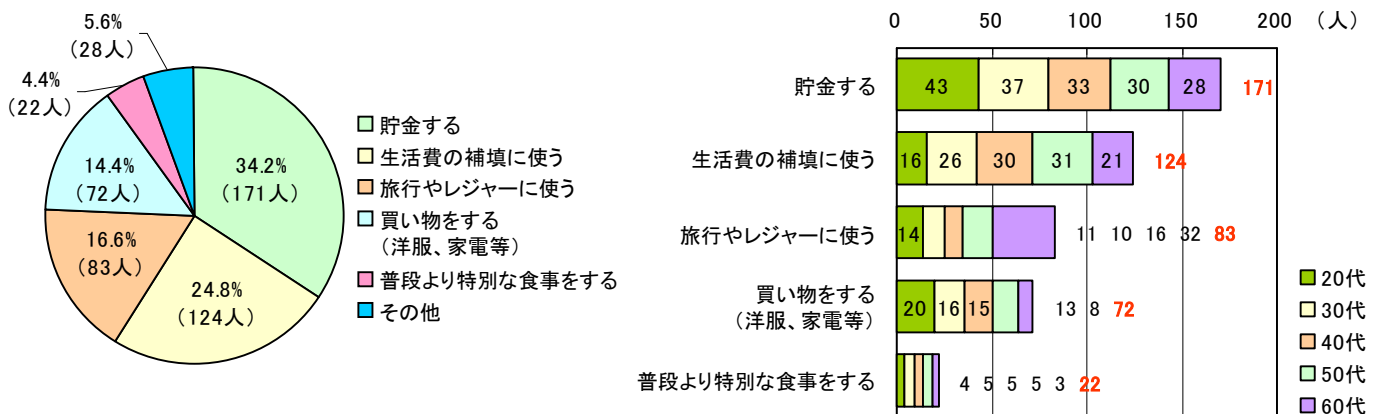 5.6%
(28人)
4.4%
(22人)
14.4%
(72人)
16.6%
(83人)
24.8%
(124人)
34.2%
(171人)
貯金する
生活費の補填に使う
旅行やレジャーに使う
買い物をする
(洋服、家電等)
普段より特別な食事をする
その他
0 50 100 150 200 (人)
貯金する 43 37 33 30 28 171
生活費の補填に使う 16 26 30 31 21 124
旅行やレジャーに使う 14 11 10 16 32 83
買い物をする
(洋服、家電等) 20 16 15 13 8 72
普段より特別な食事をする 4 5 5 5 3 22
20代
30代
40代
50代
60代